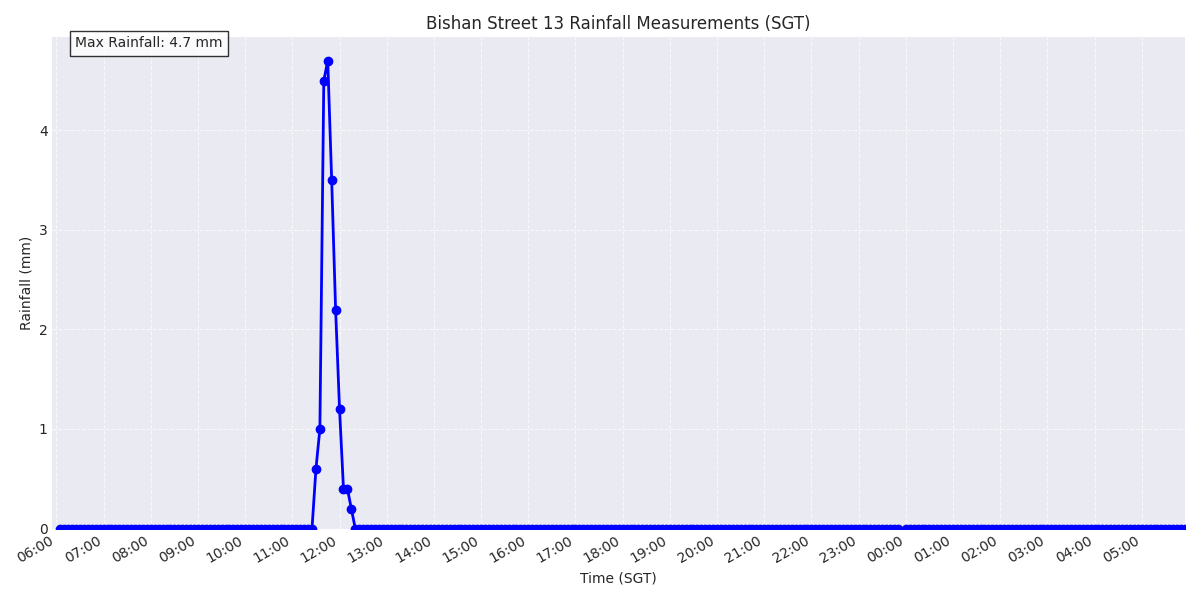 Bishan Street 13 Rainfall Measurements (SGT)
Max Rainfall: 4.7 mm
Rainfall (mm)
4
3
2
1
0
06:00 07:00 08:00 09:00 10:00 11:00 12:00 13:00 14:00 15:00 16:00 17:00 18:00 19:00 20:00 21:00 22:00 23:00 00:00 01:00 02:00 03:00 04:00 05:00
Time (SGT)